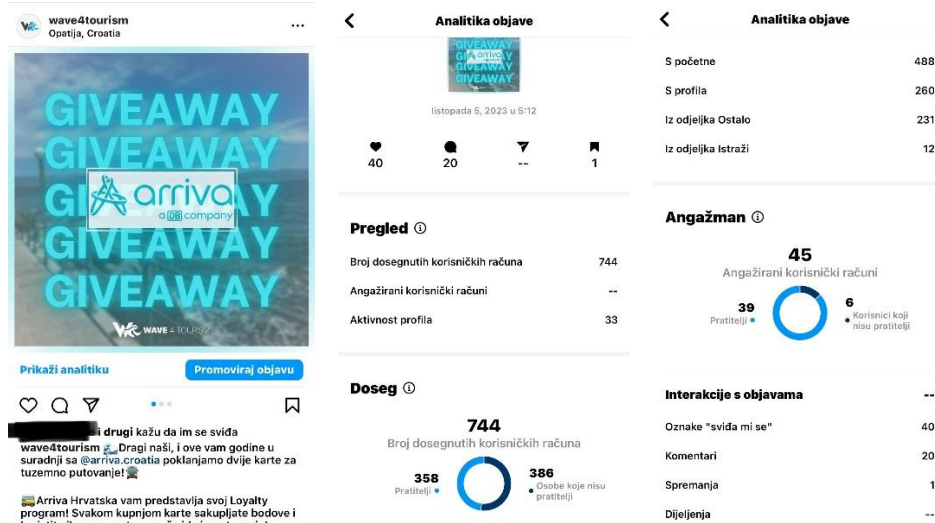 wave4tourism
Opatija, Croatia
GIVEAWAY
GIVEAWAY
GIVEAWAY
GIVEAWAY
GIVEAWAY
arriva
a DB company
WAVE 4 TOURISM
Prikaži analitiku
Promoviraj objavu
i drugi kažu da im se sviđa
wave4tourism 🌊Dragi naši, i ove vam godine u
suradnji sa @arriva.croatia poklanjamo dvije karte za
tuzemno putovanje!
Arriva Hrvatska vam predstavlja svoj Loyalty
program! Svakom kupnjom karte sakupljate bodove i
Analitika objave
GIVEAWAY
arriva
GIVEAWAY
GIVEAWAY
listopada 5, 2023 u 5:12
40 20 -- 1
Pregled
Broj dosegnutih korisničkih računa 744
Angažirani korisnički računi --
Aktivnost profila 33
Doseg
744
Broj dosegnutih korisničkih računa
358
Pratitelji
386
Osobe koje nisu
pratitelji
Analitika objave
S početne 488
S profila 260
Iz odjeljka Ostalo 231
Iz odjeljka Istraži 12
Angažman
45
Angažirani korisnički računi
39
Pratitelji
6
Korisnici koji
nisu pratitelji
Interakcije s objavama --
Oznake "sviđa mi se" 40
Komentari 20
Spremanja 1
Dijeljenja --